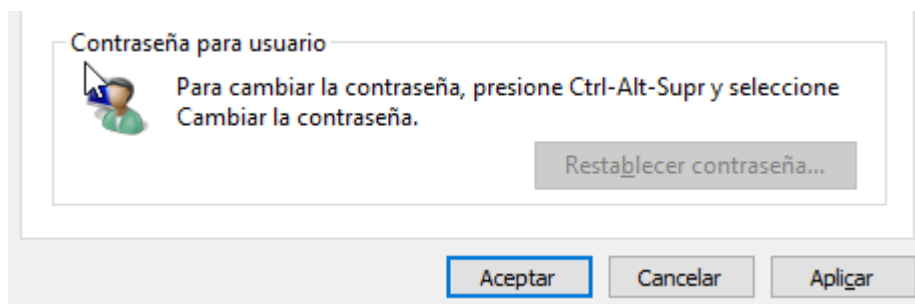 Contraseña para usuario
Para cambiar la contraseña, presione Ctrl-Alt-Supr y seleccione
Cambiar la contraseña.
Restablecer contraseña...
Aceptar Cancelar Aplicar